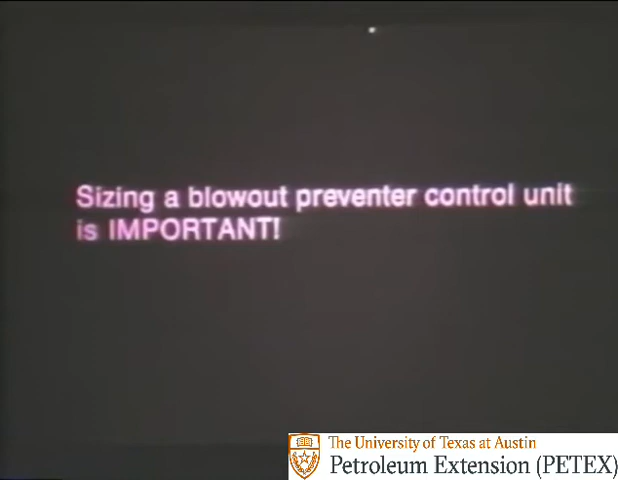 Sizing a blowout preventer control unit
is IMPORTANT!
The University of Texas at Austin
Petroleum Extension (PETEX)